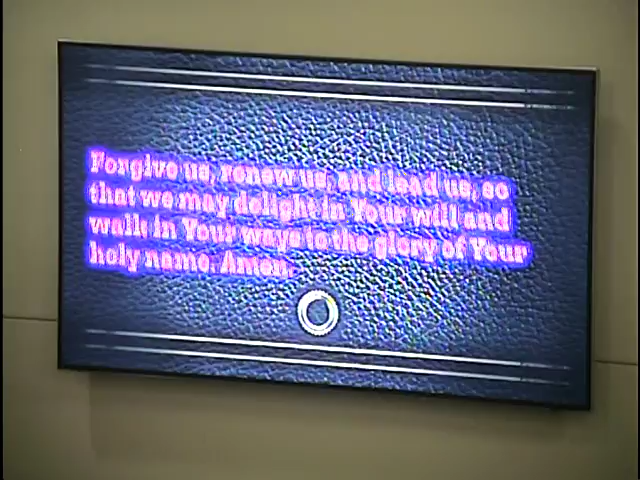 Forgive us, renew us, and lead us, so
that we may delight in Your will and
walk in Your ways to the glory of Your
holy name. Amen.